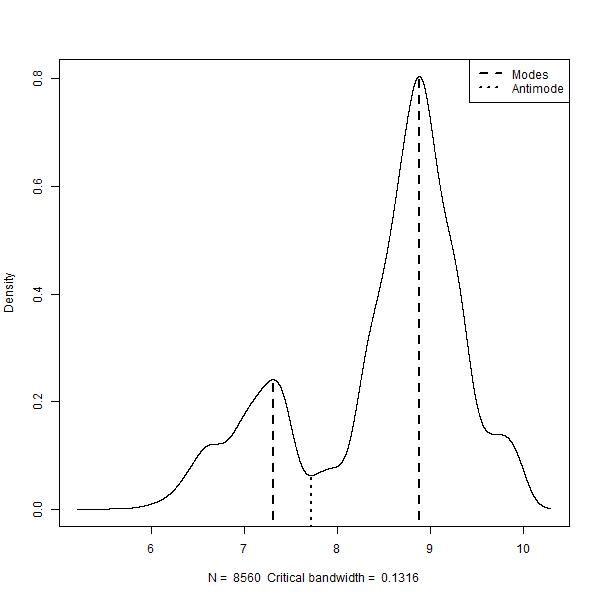 Modes
Antimode
0.8
0.6
0.4
0.2
0.0
Density
6 7 8 9 10
N = 8560 Critical bandwidth = 0.1316